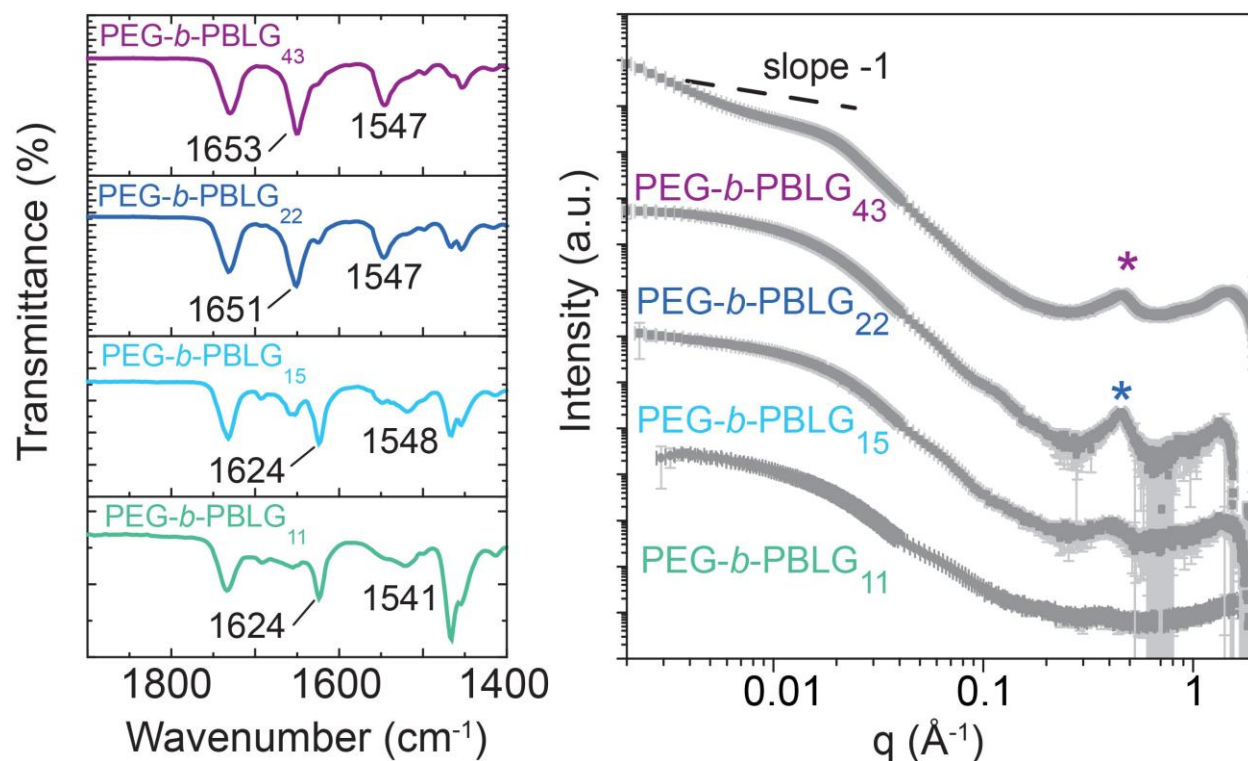 PEG-b-PBLG43
1653
1547
PEG-b-PBLG22
1651
1547
PEG-b-PBLG15
1624
1548
PEG-b-PBLG11
1624
1541
1800
1600
1400
Wavenumber (cm-1)
Transmittance (%)
slope -1
PEG-b-PBLG43
*
PEG-b-PBLG22
*
PEG-b-PBLG15
PEG-b-PBLG11
0.01
0.1
1
q (Å-1)
Intensity (a.u.)